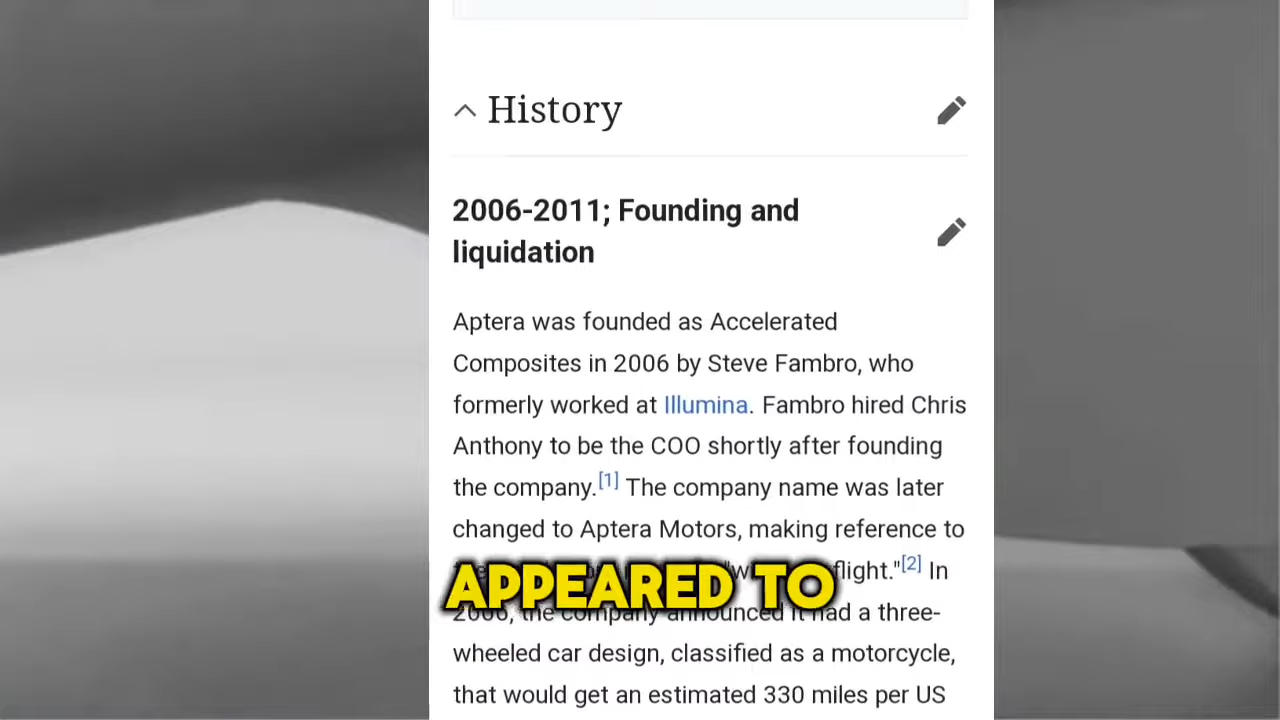 History
2006-2011; Founding and
liquidation
Aptera was founded as Accelerated
Composites in 2006 by Steve Fambro, who
formerly worked at Illumina. Fambro hired Chris
Anthony to be the COO shortly after founding
the company.[1] The company name was later
changed to Aptera Motors, making reference to
flight."[2] In
APPEARED TO
2006, the company announced it had a three-
wheeled car design, classified as a motorcycle,
that would get an estimated 330 miles per US